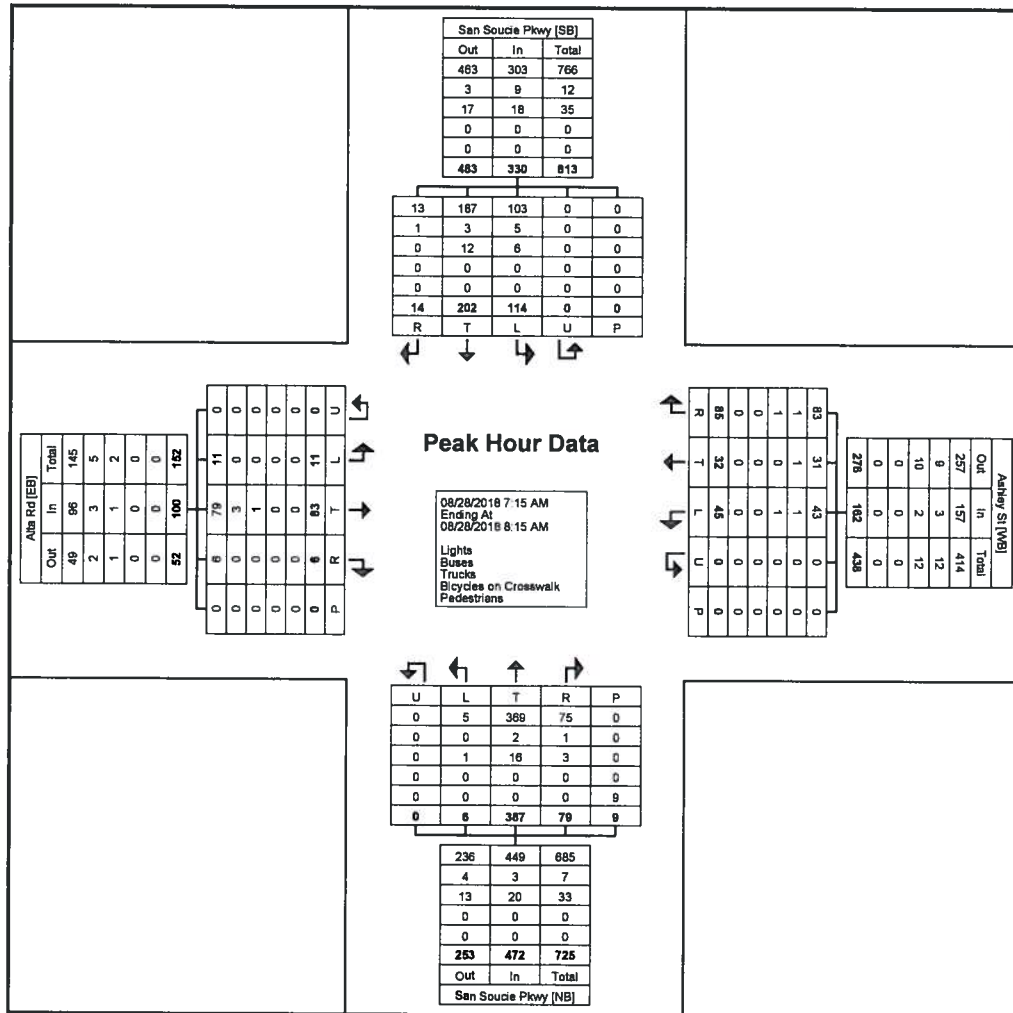 San Soucie Pkwy [SB]
Out In Total
463 303 766
3 9 12
17 18 35
0 0 0
0 0 0
483 330 813
13 187 103 0 0
1 3 5 0 0
0 12 6 0 0
0 0 0 0 0
0 0 0 0 0
14 202 114 0 0
R T L U P
Alta Rd [EB]
Total 145 5 2 0 0 152
In 96 3 1 0 0 100
Out 49 2 1 0 0 52
0 0 0 0 0 0 U
11 0 0 0 0 11 L
79 3 1 0 0 83 T
6 0 0 0 0 6 R
0 0 0 0 0 0 P
Peak Hour Data
08/28/2018 7:15 AM
Ending At
08/28/2018 8:15 AM
Lights
Buses
Trucks
Bicycles on Crosswalk
Pedestrians
R 85 0 0 1 1 83
T 32 0 0 0 1 31
L 45 0 0 1 1 43
U 0 0 0 0 0 0
P 0 0 0 0 0 0
Ashley St [WB]
Out 257 9 10 0 0 276
In 157 3 2 0 0 162
Total 414 12 12 0 0 438
U L T R P
0 5 369 75 0
0 0 2 1 0
0 1 16 3 0
0 0 0 0 0
0 0 0 0 9
0 6 387 79 9
236 449 685
4 3 7
13 20 33
0 0 0
0 0 0
253 472 725
Out In Total
San Soucie Pkwy [NB]